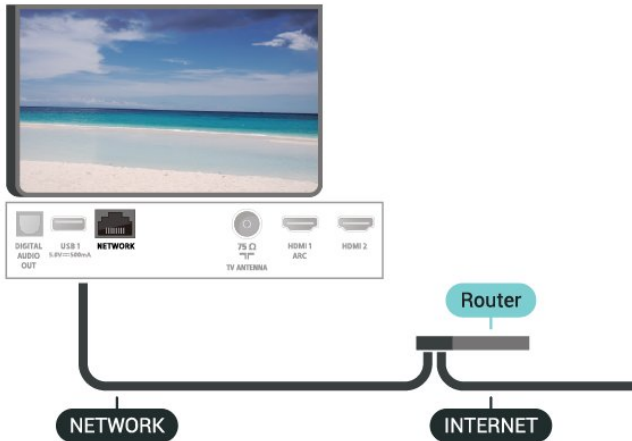 DIGITAL
AUDIO
OUT
USB 1
5.0V⎓500mA
NETWORK
75 Ω
TV ANTENNA
HDMI 1
ARC
HDMI 2
Router
NETWORK
INTERNET